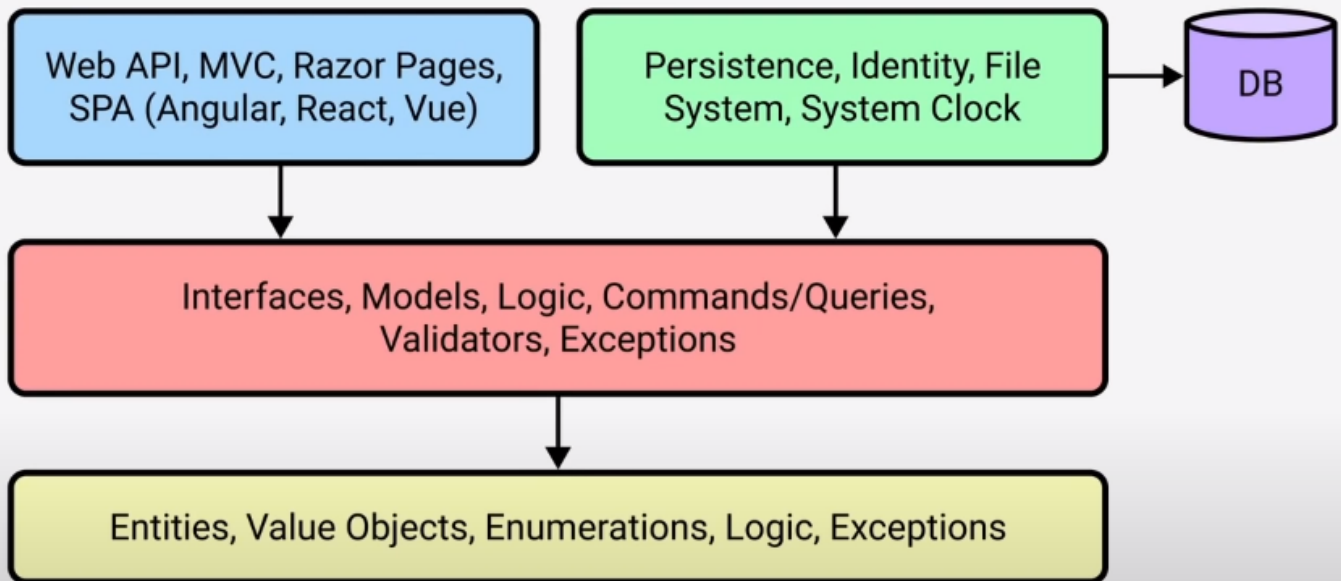 Web API, MVC, Razor Pages,
SPA (Angular, React, Vue)
Persistence, Identity, File
System, System Clock
DB
Interfaces, Models, Logic, Commands/Queries,
Validators, Exceptions
Entities, Value Objects, Enumerations, Logic, Exceptions